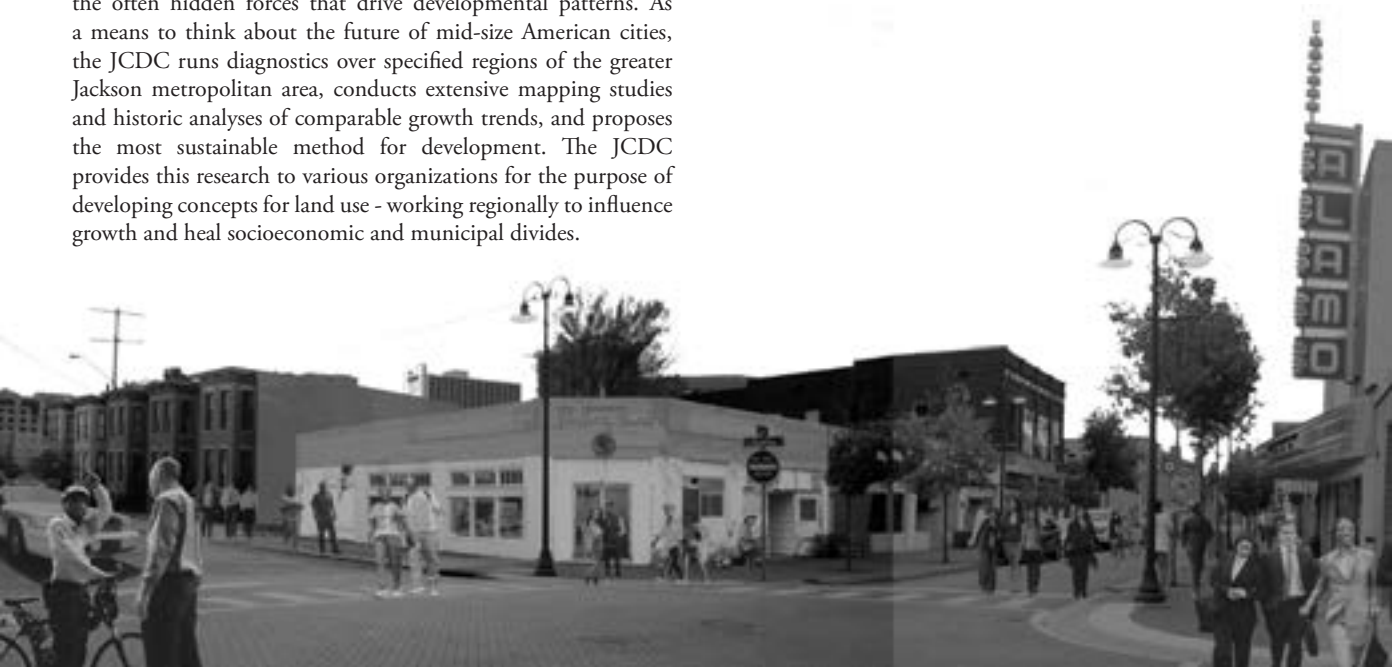 the often hidden forces that drive developmental patterns. As
a means to think about the future of mid-size American cities,
the JCDC runs diagnostics over specified regions of the greater
Jackson metropolitan area, conducts extensive mapping studies
and historic analyses of comparable growth trends, and proposes
the most sustainable method for development. The JCDC
provides this research to various organizations for the purpose of
developing concepts for land use - working regionally to influence
growth and heal socioeconomic and municipal divides.
ALAMO